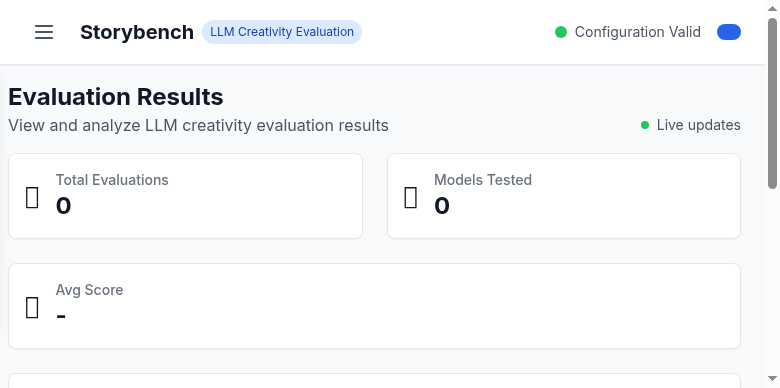 Storybench
LLM Creativity Evaluation
Configuration Valid
Evaluation Results
View and analyze LLM creativity evaluation results
Live updates
Total Evaluations
0
Models Tested
0
Avg Score
-